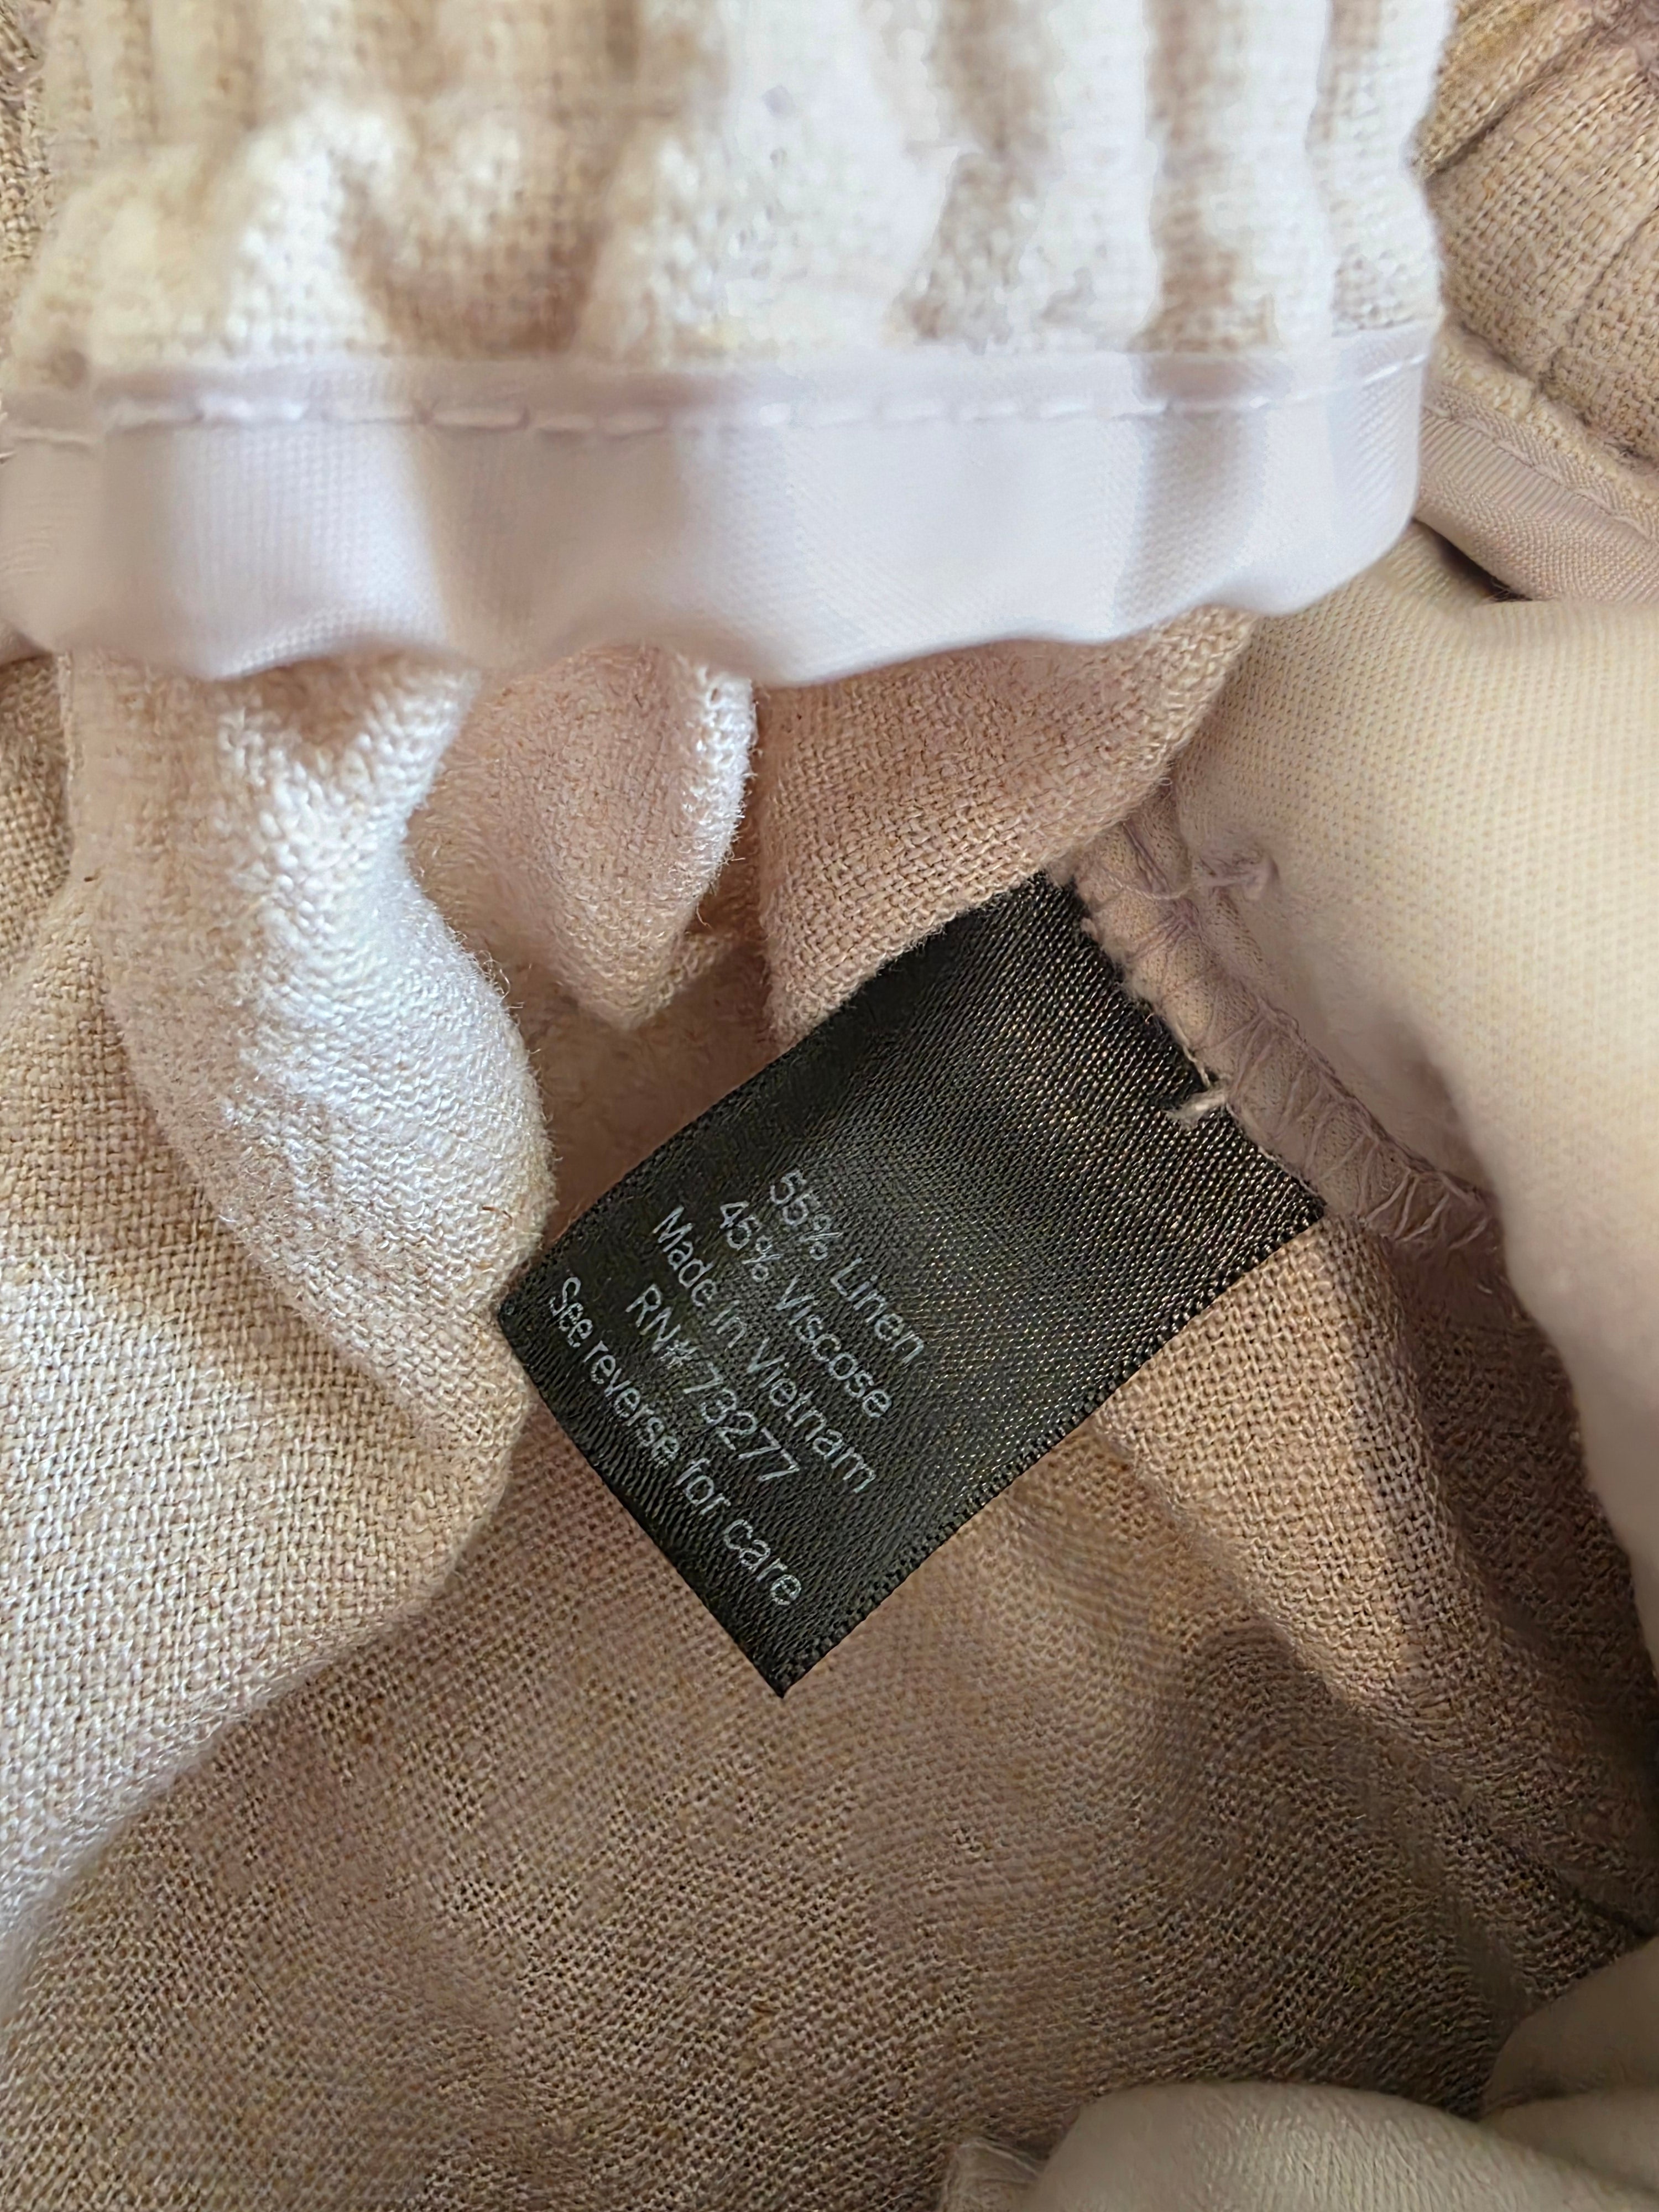 55% Linen
45% Viscose
Made In Vietnam
RN# 73277
See reverse for care